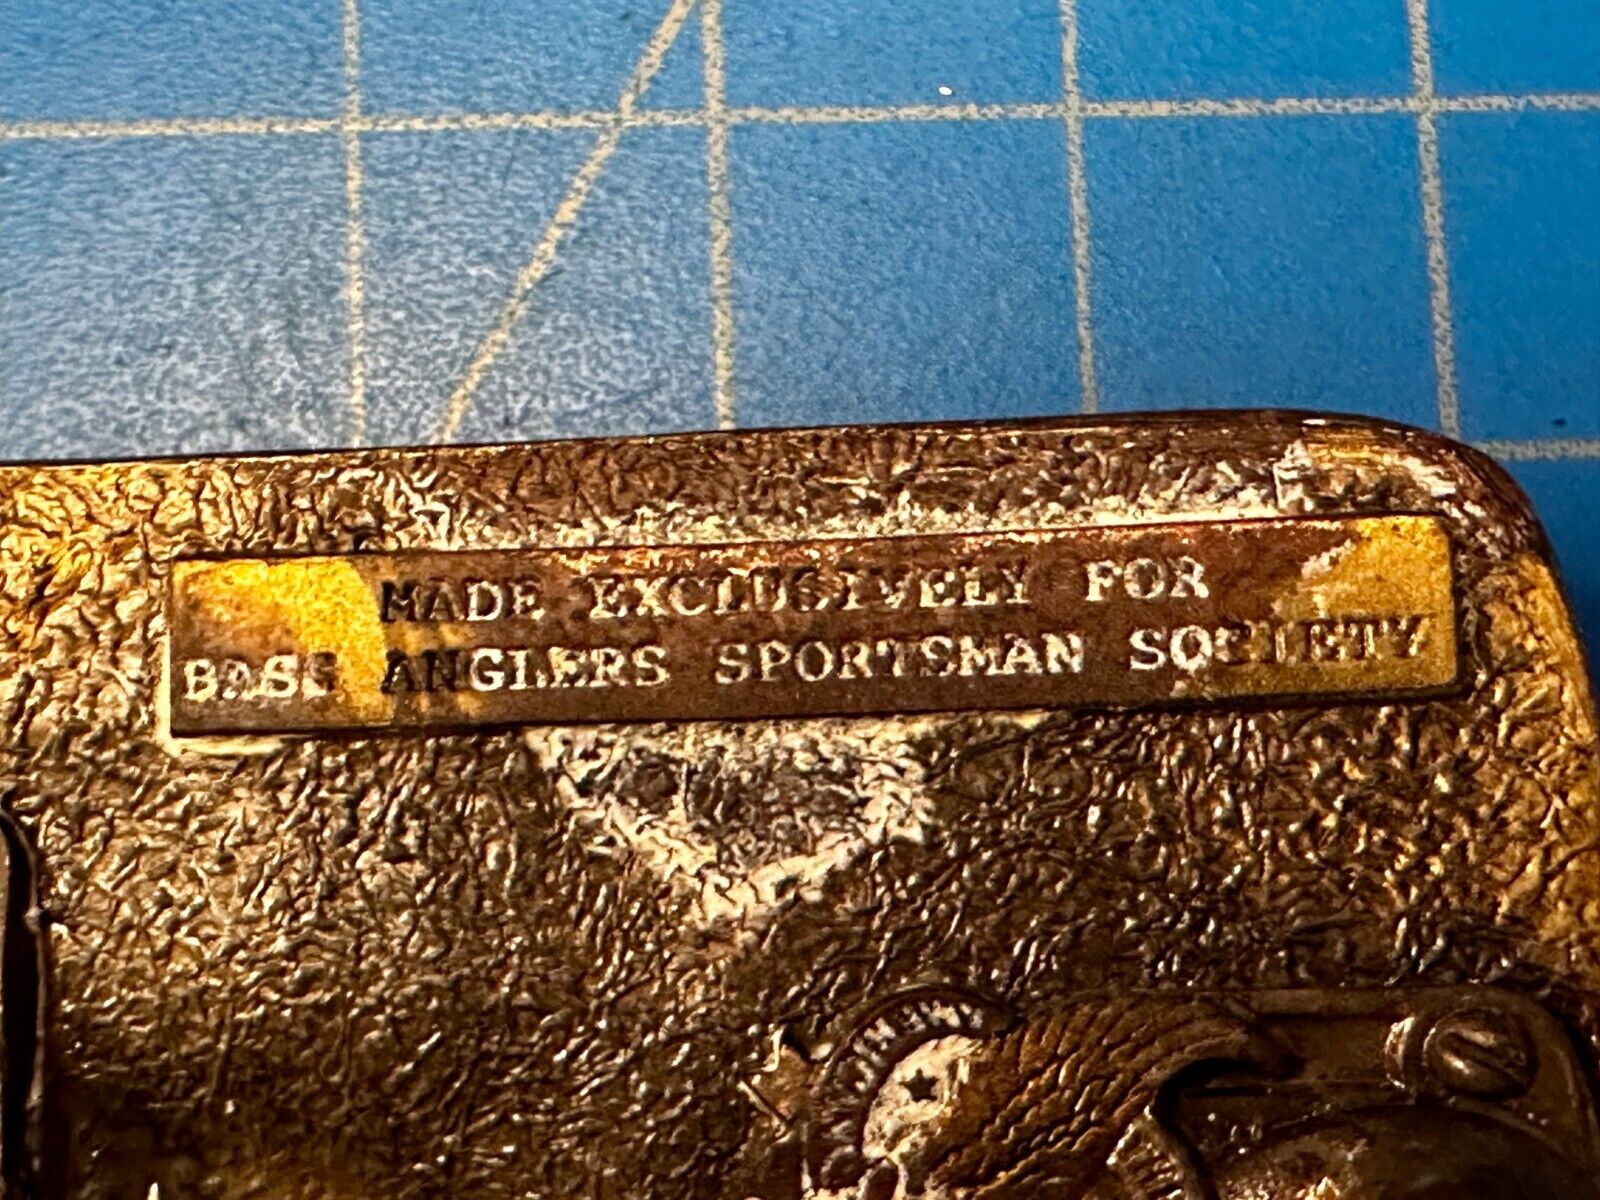 MADE EXCLUSIVELY FOR
BASS ANGLERS SPORTSMAN SOCIETY